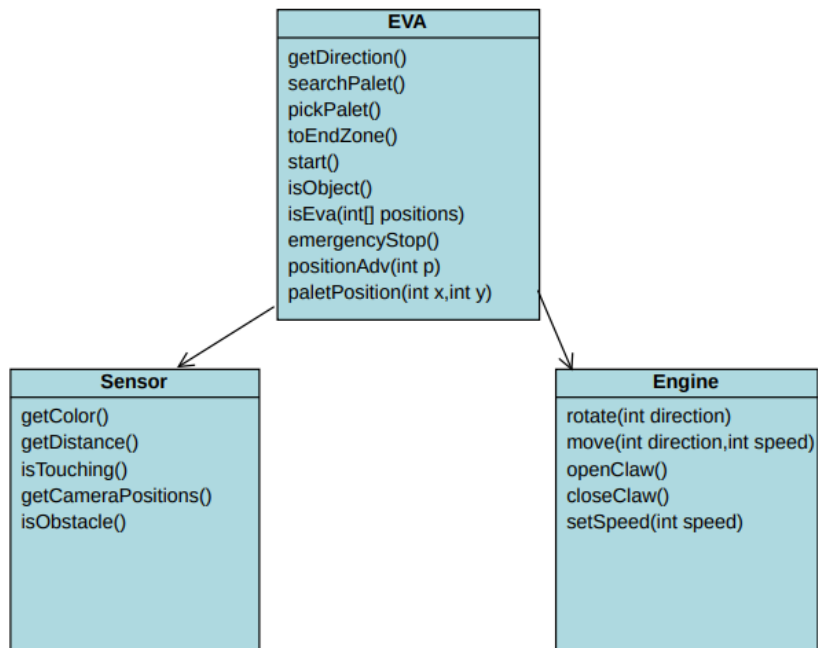 EVA
getDirection()
searchPalet()
pickPalet()
toEndZone()
start()
isObject()
isEva(int[] positions)
emergencyStop()
positionAdv(int p)
paletPosition(int x,int y)
Sensor
getColor()
getDistance()
isTouching()
getCameraPositions()
isObstacle()
Engine
rotate(int direction)
move(int direction,int speed)
openClaw()
closeClaw()
setSpeed(int speed)